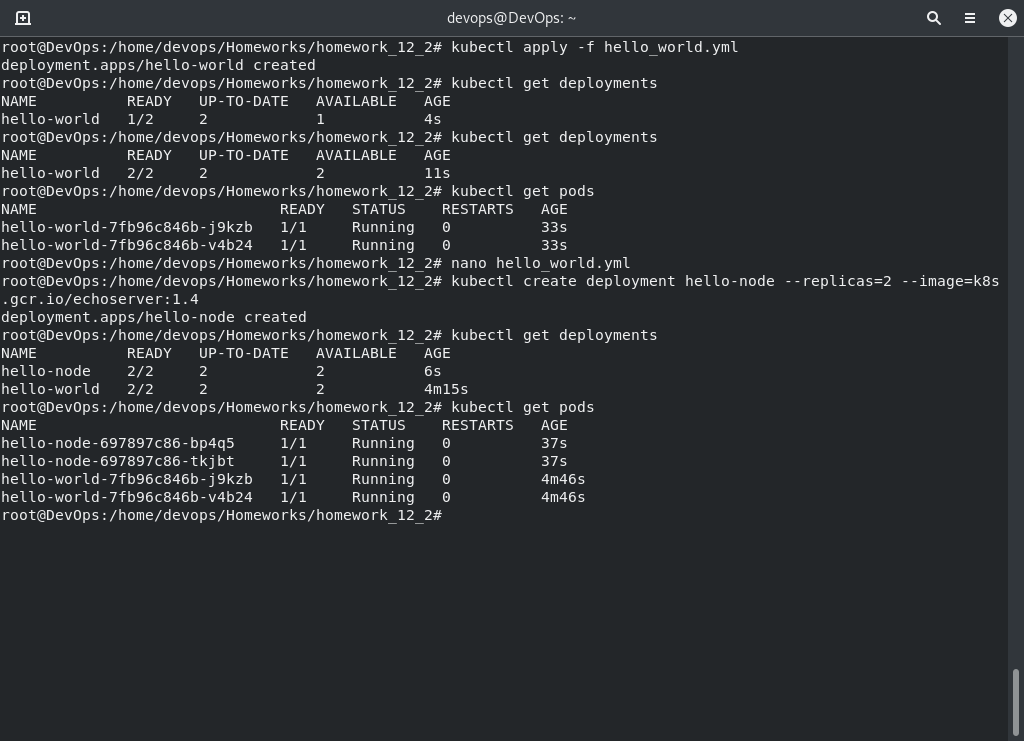 devops@DevOps: ~
root@DevOps:/home/devops/Homeworks/homework_12_2# kubectl apply -f hello_world.yml
deployment.apps/hello-world created
root@DevOps:/home/devops/Homeworks/homework_12_2# kubectl get deployments
NAME          READY   UP-TO-DATE   AVAILABLE   AGE
hello-world   1/2     2            1           4s
root@DevOps:/home/devops/Homeworks/homework_12_2# kubectl get deployments
NAME          READY   UP-TO-DATE   AVAILABLE   AGE
hello-world   2/2     2            2           11s
root@DevOps:/home/devops/Homeworks/homework_12_2# kubectl get pods
NAME                           READY   STATUS    RESTARTS   AGE
hello-world-7fb96c846b-j9kzb   1/1     Running   0          33s
hello-world-7fb96c846b-v4b24   1/1     Running   0          33s
root@DevOps:/home/devops/Homeworks/homework_12_2# nano hello_world.yml
root@DevOps:/home/devops/Homeworks/homework_12_2# kubectl create deployment hello-node --replicas=2 --image=k8s
.gcr.io/echoserver:1.4
deployment.apps/hello-node created
root@DevOps:/home/devops/Homeworks/homework_12_2# kubectl get deployments
NAME          READY   UP-TO-DATE   AVAILABLE   AGE
hello-node    2/2     2            2           6s
hello-world   2/2     2            2           4m15s
root@DevOps:/home/devops/Homeworks/homework_12_2# kubectl get pods
NAME                           READY   STATUS    RESTARTS   AGE
hello-node-697897c86-bp4q5     1/1     Running   0          37s
hello-node-697897c86-tkjbt     1/1     Running   0          37s
hello-world-7fb96c846b-j9kzb   1/1     Running   0          4m46s
hello-world-7fb96c846b-v4b24   1/1     Running   0          4m46s
root@DevOps:/home/devops/Homeworks/homework_12_2#